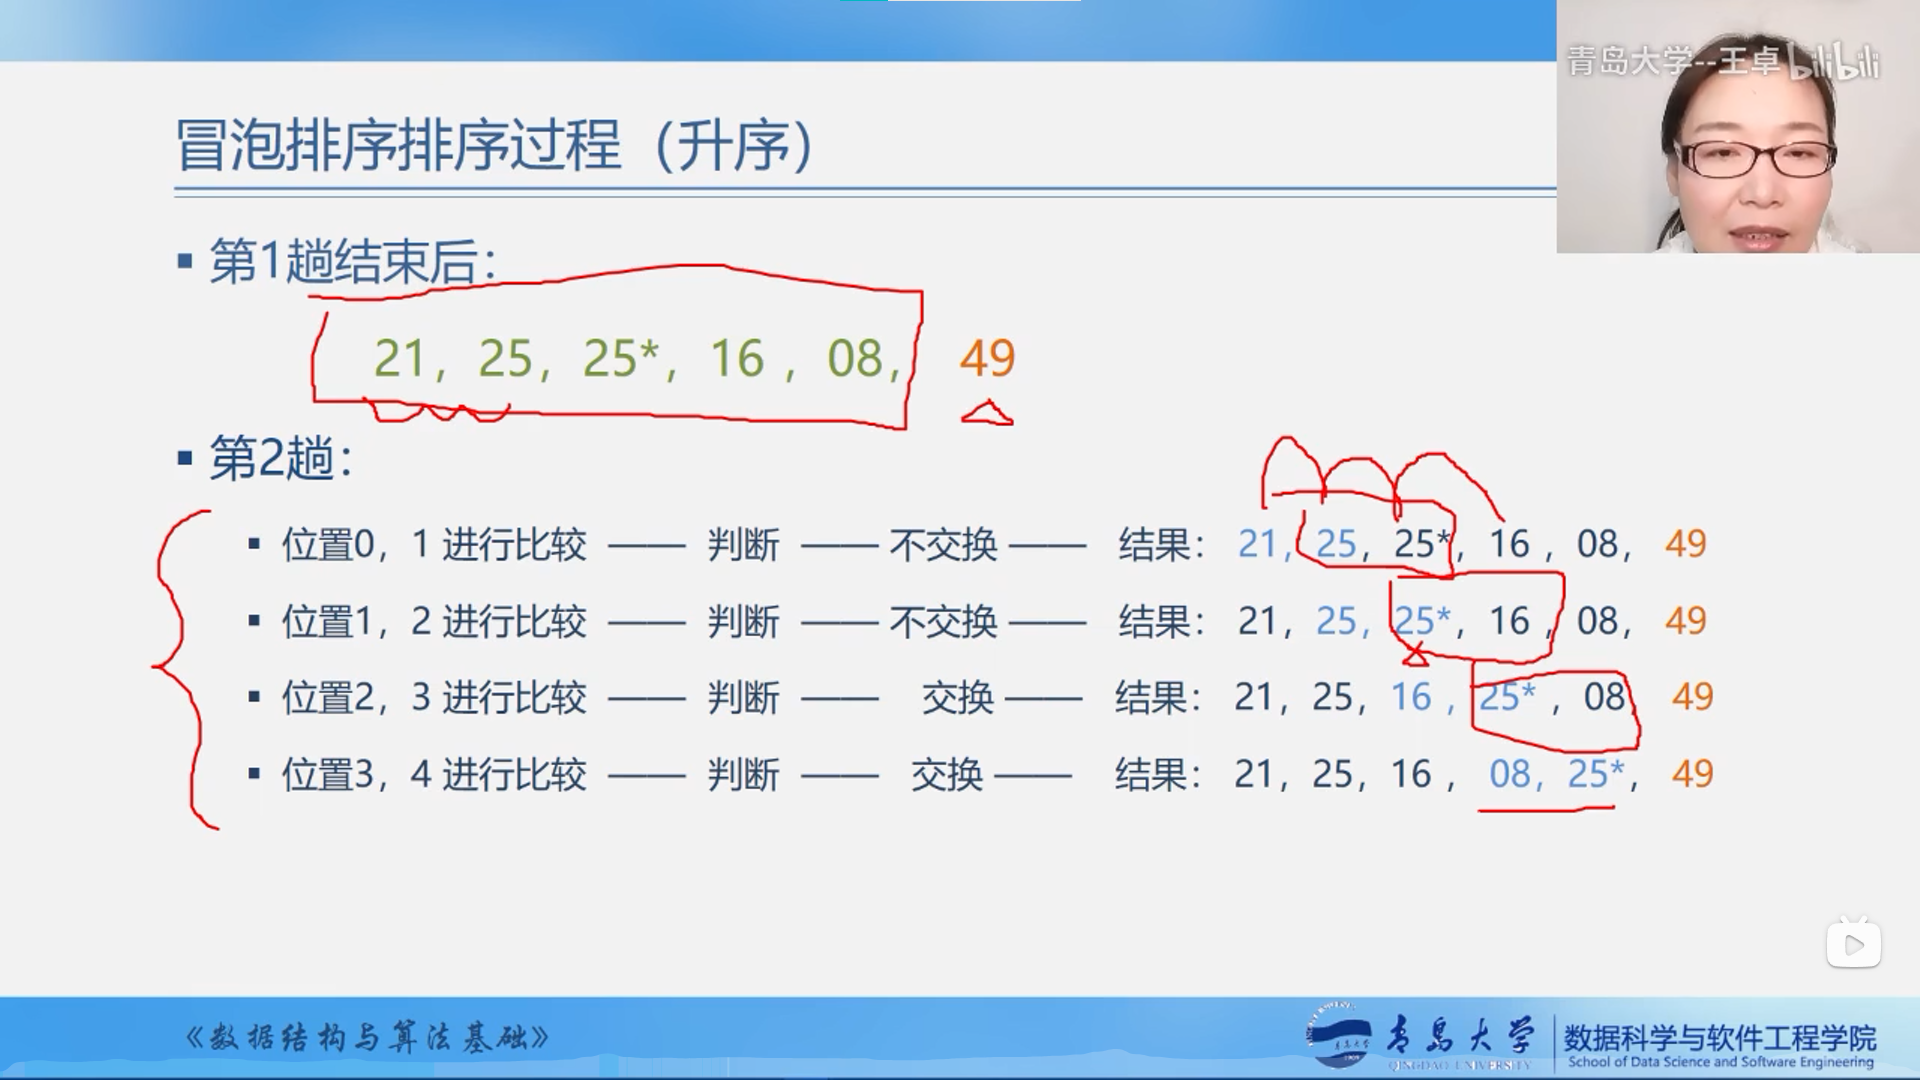 青岛大学--王卓 bilibili
冒泡排序排序过程（升序）
▪ 第1趟结束后：
21，25，25*，16，08， 49
▪ 第2趟：
▪ 位置0，1 进行比较 —— 判断 —— 不交换 —— 结果： 21，25，25*，16，08， 49
▪ 位置1，2 进行比较 —— 判断 —— 不交换 —— 结果： 21，25，25*，16，08， 49
▪ 位置2，3 进行比较 —— 判断 —— 交换 —— 结果： 21，25，16，25*，08， 49
▪ 位置3，4 进行比较 —— 判断 —— 交换 —— 结果： 21，25，16，08，25*， 49
《数据结构与算法基础》
青岛大学
QINGDAO UNIVERSITY
数据科学与软件工程学院
School of Data Science and Software Engineering